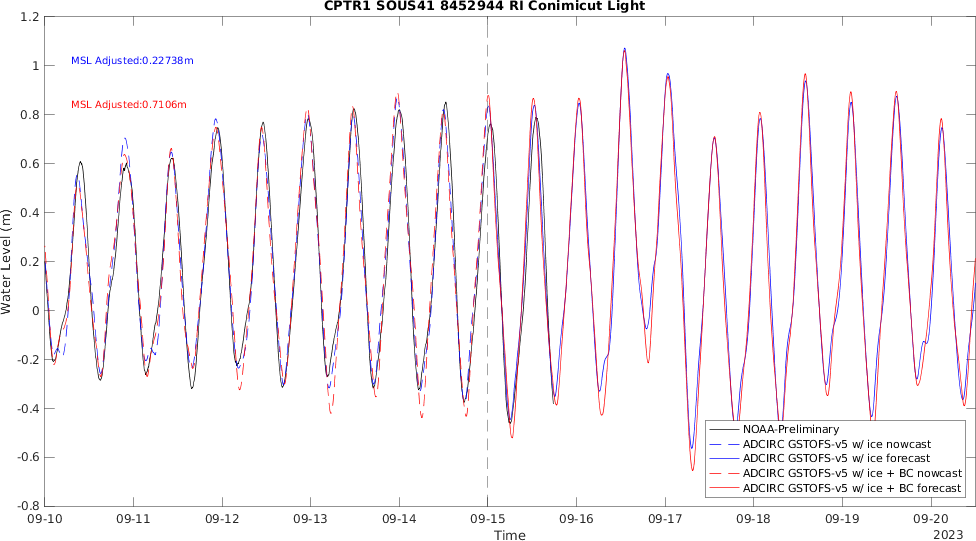 CPTR1 SOUS41 8452944 RI Conimicut Light
1.2
1
0.8
0.6
0.4
0.2
0
-0.2
-0.4
-0.6
-0.8
Water Level (m)
MSL Adjusted:0.22738m
MSL Adjusted:0.7106m
NOAA-Preliminary
ADCIRC GSTOFS-v5 w/ ice nowcast
ADCIRC GSTOFS-v5 w/ ice forecast
ADCIRC GSTOFS-v5 w/ ice + BC nowcast
ADCIRC GSTOFS-v5 w/ ice + BC forecast
09-10 09-11 09-12 09-13 09-14 09-15 09-16 09-17 09-18 09-19 09-20
Time
2023